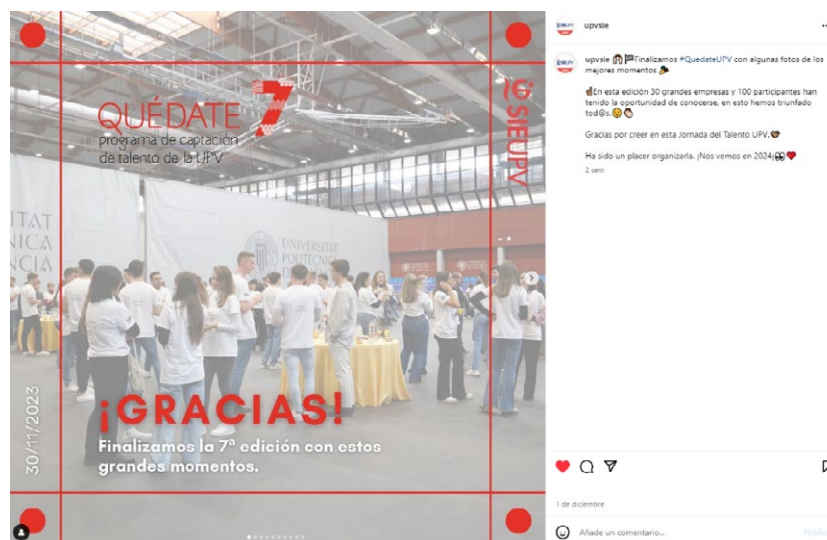 QUÉDATE 7
programa de captación
de talento de la UPV
SIEUPV
UNIVERSITAT
POLITÈCNICA
¡GRACIAS!
Finalizamos la 7ª edición con estos
grandes momentos.
30/11/2023
upvsie
upvsie Finalizamos #QuedateUPV con algunas fotos de los
mejores momentos.
En esta edición 30 grandes empresas y 100 participantes han
tenido la oportunidad de conocerse, en esto hemos triunfado
tod@s.
Gracias por creer en esta Jornada del Talento UPV.
Ha sido un placer organizarla. ¡Nos vemos en 2024¡
2 sem
1 de diciembre
Añade un comentario...